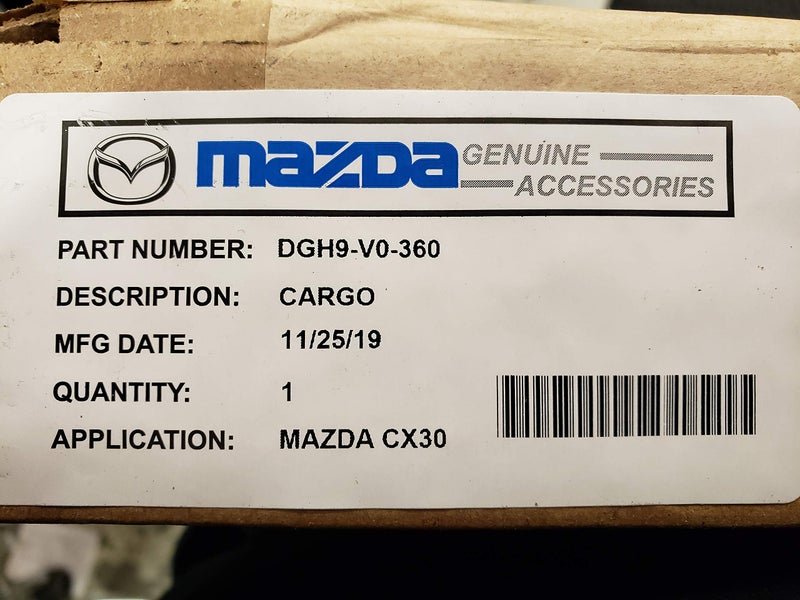 mazda GENUINE
ACCESSORIES
PART NUMBER: DGH9-V0-360
DESCRIPTION: CARGO
MFG DATE: 11/25/19
QUANTITY: 1
APPLICATION: MAZDA CX30